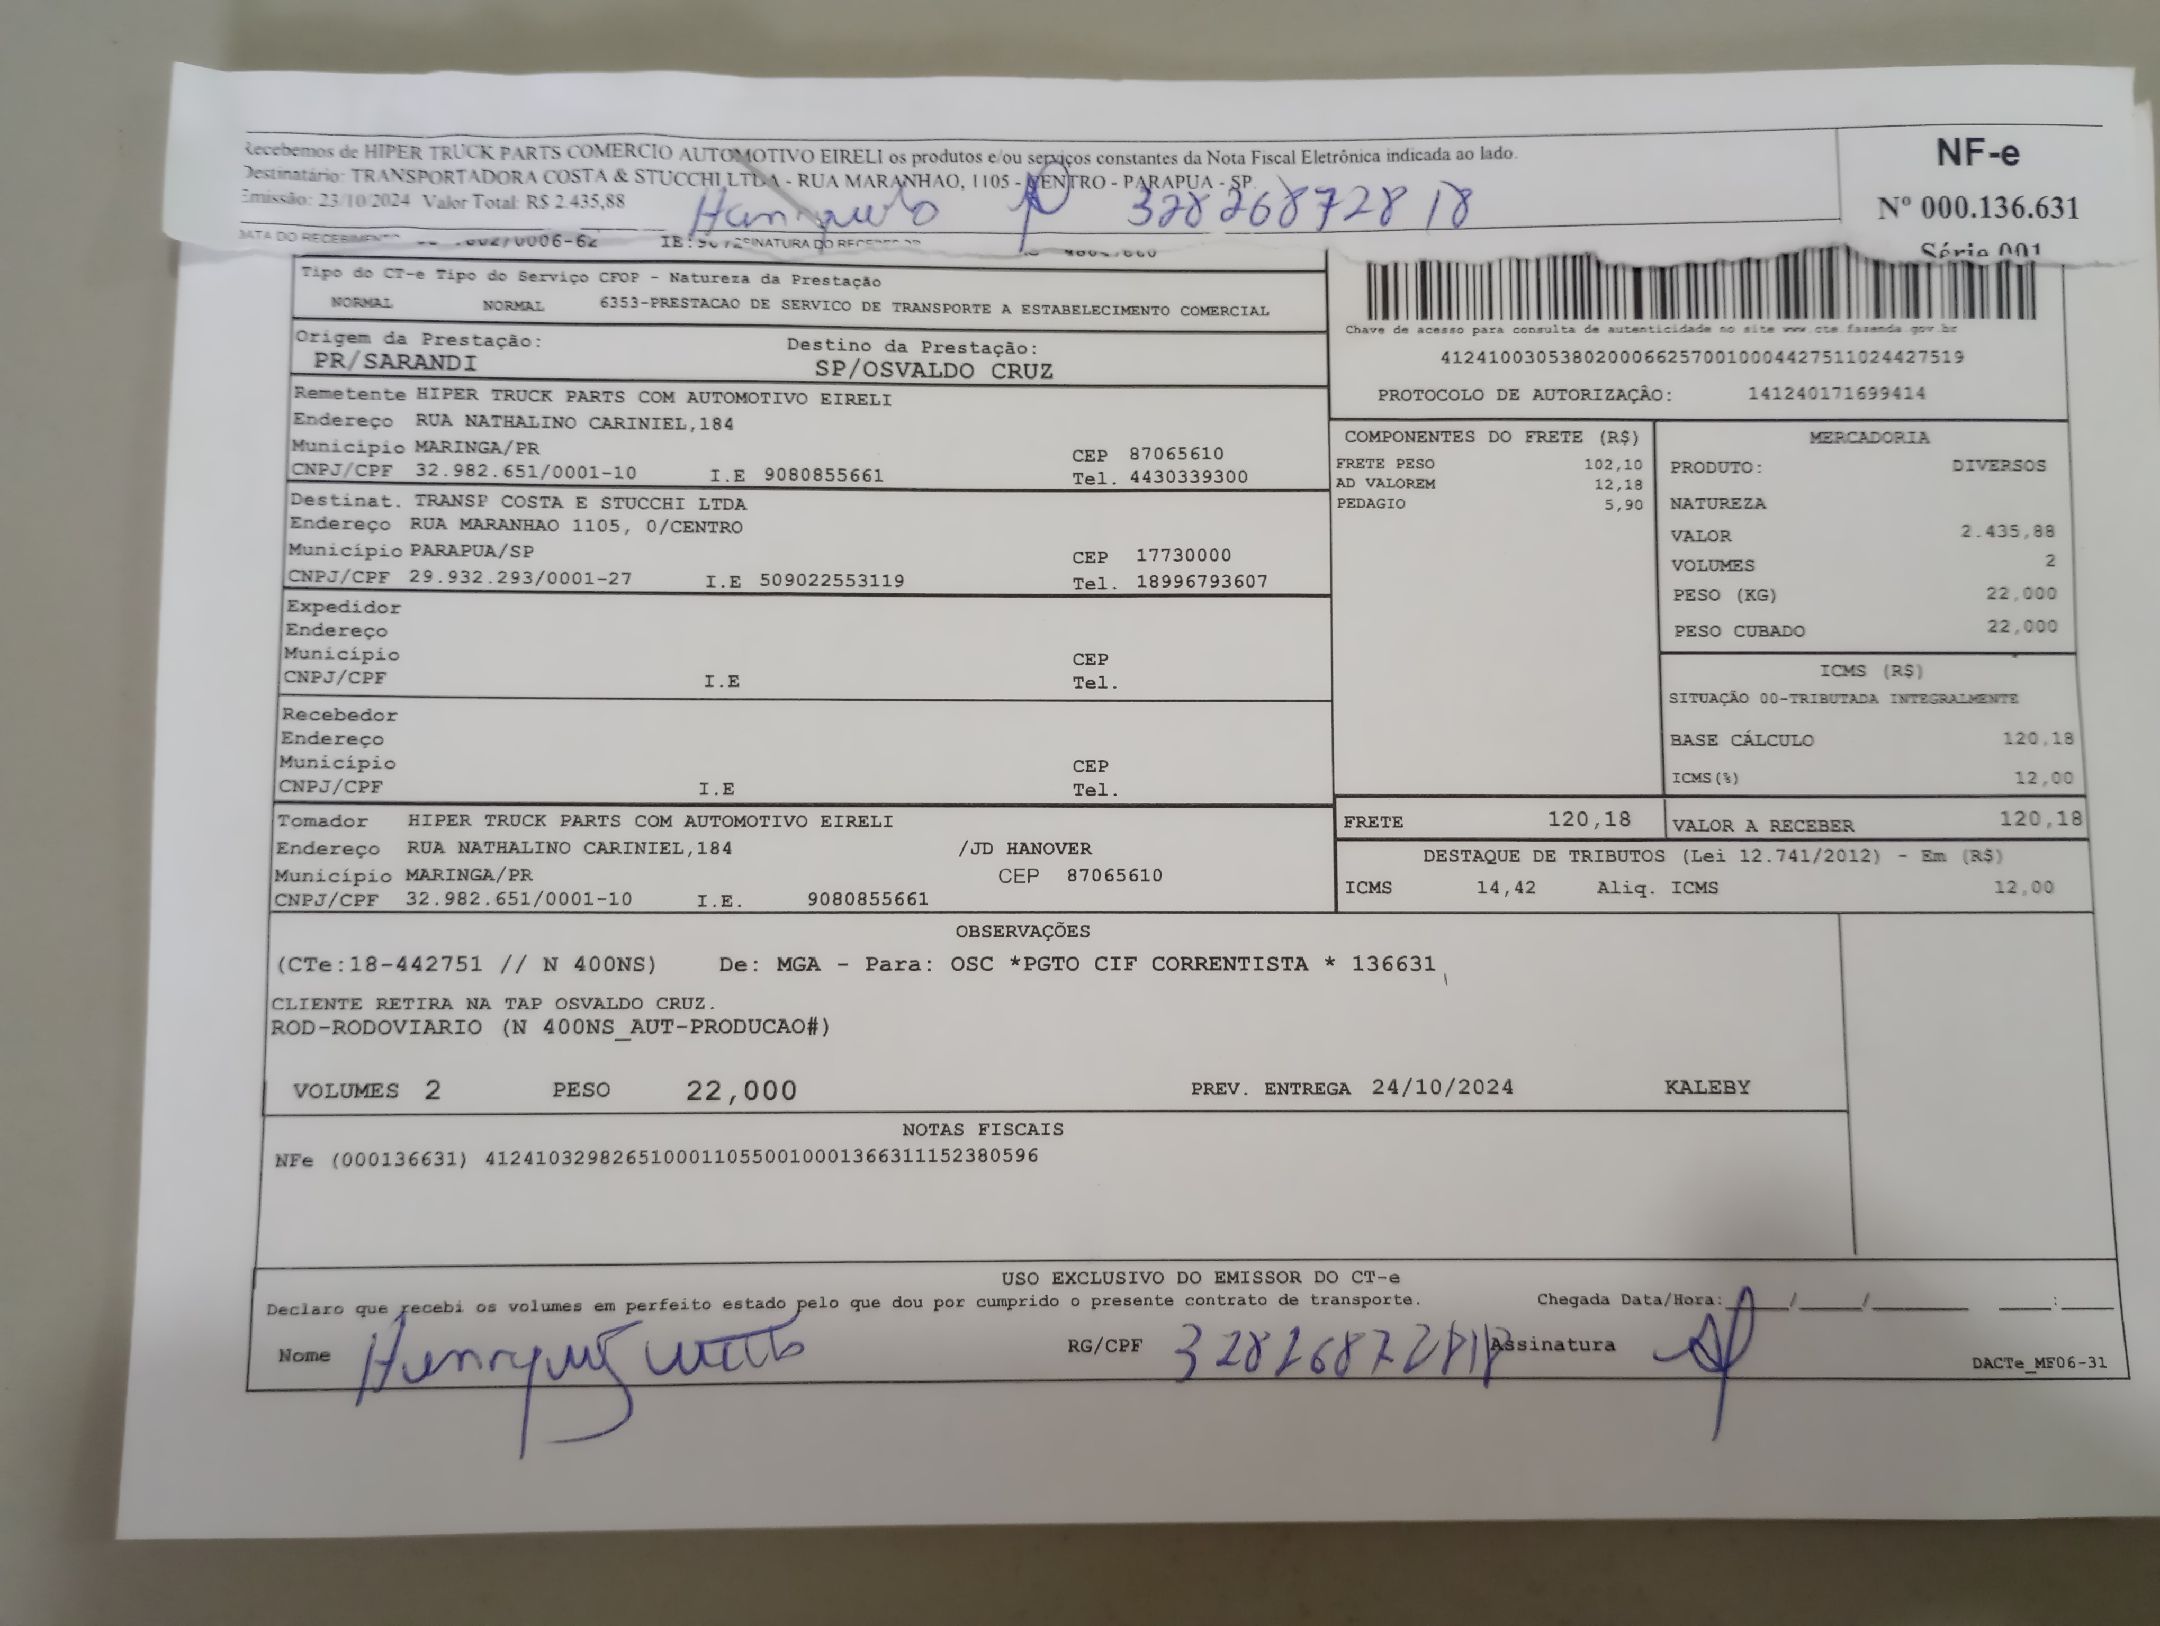 Recebemos de HIPER TRUCK PARTS COMERCIO AUTOMOTIVO EIRELI os produtos e/ou serviços constantes da Nota Fiscal Eletrônica indicada ao lado.
Destinatário: TRANSPORTADORA COSTA & STUCCHI LTDA - RUA MARANHAO, 1105 - CENTRO - PARAPUA - SP
Emissão: 23/10/2024 Valor Total: R$ 2.435,88
NF-e
Nº 000.136.631
Série 001
DATA DO RECEBIMENTO
Tipo do CT-e Tipo do Serviço CFOP - Natureza da Prestação
NORMAL NORMAL 6353-PRESTACAO DE SERVICO DE TRANSPORTE A ESTABELECIMENTO COMERCIAL
Origem da Prestação: Destino da Prestação:
PR/SARANDI SP/OSVALDO CRUZ
Chave de acesso para consulta de autenticidade no site www.cte.fazenda.gov.br
41241003053802000662570010004427511024427519
PROTOCOLO DE AUTORIZAÇÃO: 141240171699414
Remetente HIPER TRUCK PARTS COM AUTOMOTIVO EIRELI
Endereço RUA NATHALINO CARINIEL,184
Município MARINGA/PR CEP 87065610
CNPJ/CPF 32.982.651/0001-10 I.E 9080855661 Tel. 4430339300
Destinat. TRANSP COSTA E STUCCHI LTDA
Endereço RUA MARANHAO 1105, 0/CENTRO
Município PARAPUA/SP CEP 17730000
CNPJ/CPF 29.932.293/0001-27 I.E 509022553119 Tel. 18996793607
Expedidor
Endereço
Município CEP
CNPJ/CPF I.E Tel.
Recebedor
Endereço
Município CEP
CNPJ/CPF I.E Tel.
Tomador HIPER TRUCK PARTS COM AUTOMOTIVO EIRELI
Endereço RUA NATHALINO CARINIEL,184 /JD HANOVER
Município MARINGA/PR CEP 87065610
CNPJ/CPF 32.982.651/0001-10 I.E. 9080855661
COMPONENTES DO FRETE (R$)
FRETE PESO 102,10
AD VALOREM 12,18
PEDAGIO 5,90
MERCADORIA
PRODUTO: DIVERSOS
NATUREZA
VALOR 2.435,88
VOLUMES 2
PESO (KG) 22,000
PESO CUBADO 22,000
ICMS (R$)
SITUAÇÃO 00-TRIBUTADA INTEGRALMENTE
BASE CÁLCULO 120,18
ICMS(%) 12,00
FRETE 120,18 VALOR A RECEBER 120,18
DESTAQUE DE TRIBUTOS (Lei 12.741/2012) - Em (R$)
ICMS 14,42 Aliq. ICMS 12,00
OBSERVAÇÕES
(CTe:18-442751 // N 400NS) De: MGA - Para: OSC *PGTO CIF CORRENTISTA * 136631
CLIENTE RETIRA NA TAP OSVALDO CRUZ.
ROD-RODOVIARIO (N 400NS_AUT-PRODUCAO#)
VOLUMES 2 PESO 22,000 PREV. ENTREGA 24/10/2024 KALEBY
NOTAS FISCAIS
NFe (000136631) 41241032982651000110550010001366311152380596
USO EXCLUSIVO DO EMISSOR DO CT-e
Declaro que recebi os volumes em perfeito estado pelo que dou por cumprido o presente contrato de transporte. Chegada Data/Hora: ____/____/______ ____:____
Nome RG/CPF Assinatura
DACTe_MF06-31